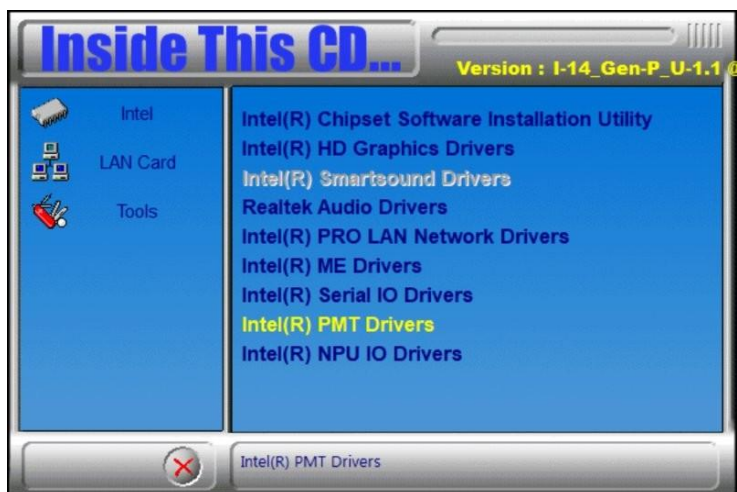 Inside This CD...
Version : I-14_Gen-P_U-1.1
Intel
LAN Card
Tools
Intel(R) Chipset Software Installation Utility
Intel(R) HD Graphics Drivers
Intel(R) Smartsound Drivers
Realtek Audio Drivers
Intel(R) PRO LAN Network Drivers
Intel(R) ME Drivers
Intel(R) Serial IO Drivers
Intel(R) PMT Drivers
Intel(R) NPU IO Drivers
Intel(R) PMT Drivers